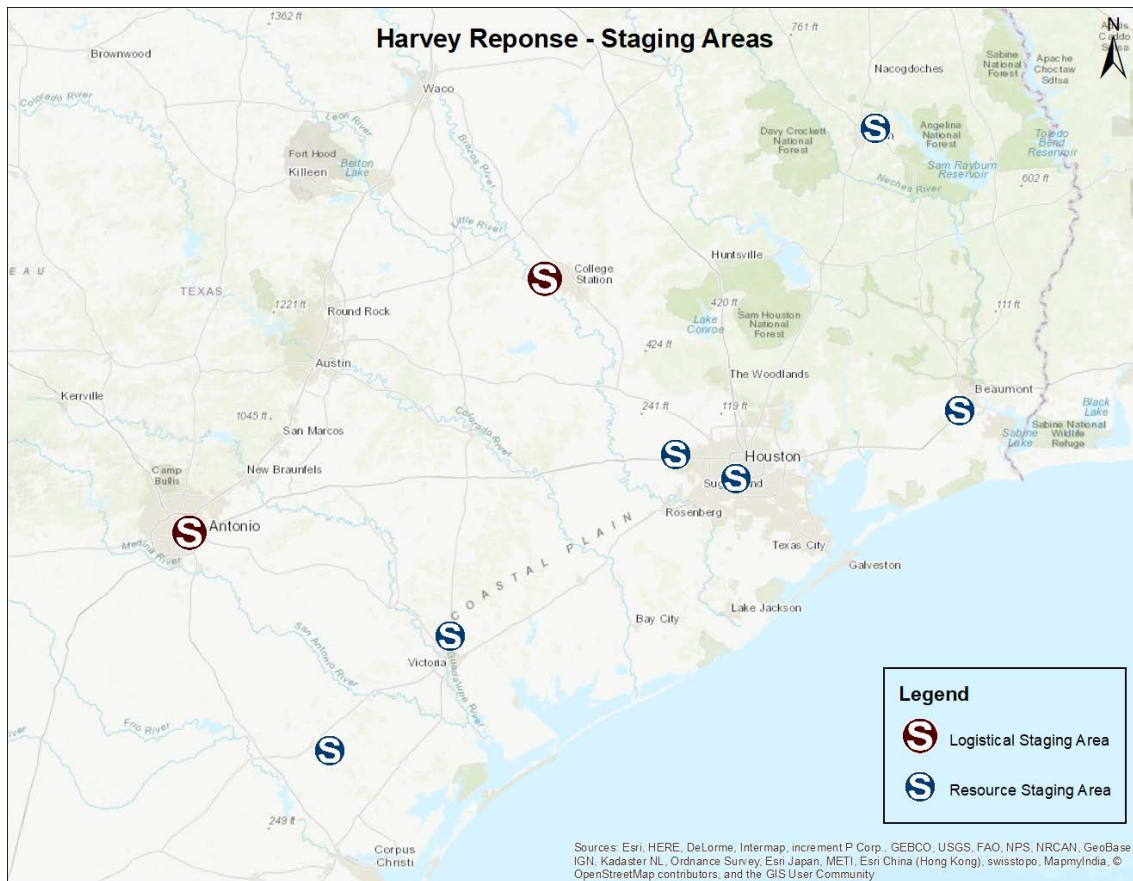 Harvey Reponse - Staging Areas
N
1362 ft
761 ft
Brownwood
Nacogdoches
Sabine
National
Forest
Caddo
Sdtsa
Apache
Choctaw
Sdtsa
Waco
Colorado River
Leon River
Brazos River
Davy Crockett
National
Forest
Angelina
National
Forest
Toledo
Bend
Reservoir
Fort Hood
Killeen
Belton
Lake
Sam Rayburn
Reservoir
Neches River
602 ft
Little River
EAU
TEXAS
College
Station
Huntsville
1221 ft
Round Rock
420 ft
Sam Houston
National
Forest
Lake
Conroe
111 ft
424 ft
Austin
The Woodlands
Kerrville
1045 ft
Colorado River
241 ft
119 ft
Beaumont
Black
Lake
San Marcos
Sabine
Lake
Sabine National
Wildlife
Refuge
Camp
Bullis
New Braunfels
Houston
S
S
S
S
S
S
S
S
Antonio
Rosenberg
Medina River
COASTAL PLAIN
Texas City
Galveston
Lake Jackson
Bay City
San Antonio River
Victoria
Guadalupe River
Frio River
River
249 ft
Corpus
Christi
Legend
S Logistical Staging Area
S Resource Staging Area
Sources: Esri, HERE, DeLorme, Intermap, increment P Corp., GEBCO, USGS, FAO, NPS, NRCAN, GeoBase,
IGN, Kadaster NL, Ordnance Survey, Esri Japan, METI, Esri China (Hong Kong), swisstopo, MapmyIndia, ©
OpenStreetMap contributors, and the GIS User Community